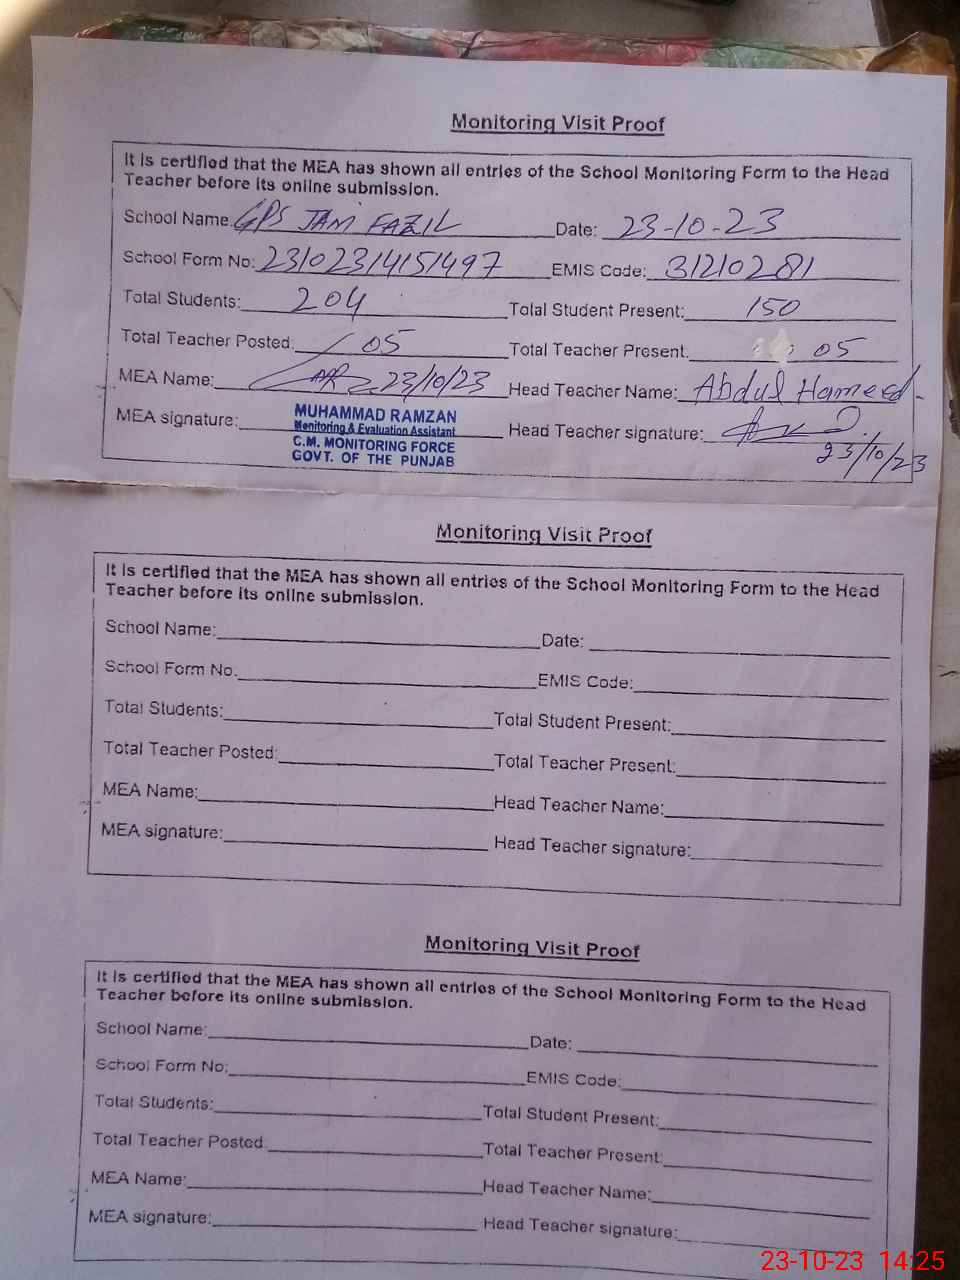 Monitoring Visit Proof
It is certified that the MEA has shown all entries of the School Monitoring Form to the Head
Teacher before its online submission.
School Name: GPS JAM FAZIL Date: 23-10-23
School Form No: 23102314151497 EMIS Code: 31210281
Total Students: 204 Total Student Present: 150
Total Teacher Posted: 05 Total Teacher Present: 05
MEA Name: 23/10/23 Head Teacher Name: Abdul Hameed
MEA signature: Head Teacher signature:
MUHAMMAD RAMZAN
Monitoring & Evaluation Assistant
C.M. MONITORING FORCE
GOVT. OF THE PUNJAB
23/10/23
Monitoring Visit Proof
It is certified that the MEA has shown all entries of the School Monitoring Form to the Head
Teacher before its online submission.
School Name: Date:
School Form No: EMIS Code:
Total Students: Total Student Present:
Total Teacher Posted: Total Teacher Present:
MEA Name: Head Teacher Name:
MEA signature: Head Teacher signature:
Monitoring Visit Proof
It is certified that the MEA has shown all entries of the School Monitoring Form to the Head
Teacher before its online submission.
School Name: Date:
School Form No: EMIS Code:
Total Students: Total Student Present:
Total Teacher Posted: Total Teacher Present:
MEA Name: Head Teacher Name:
MEA signature: Head Teacher signature:
23-10-23 14:25